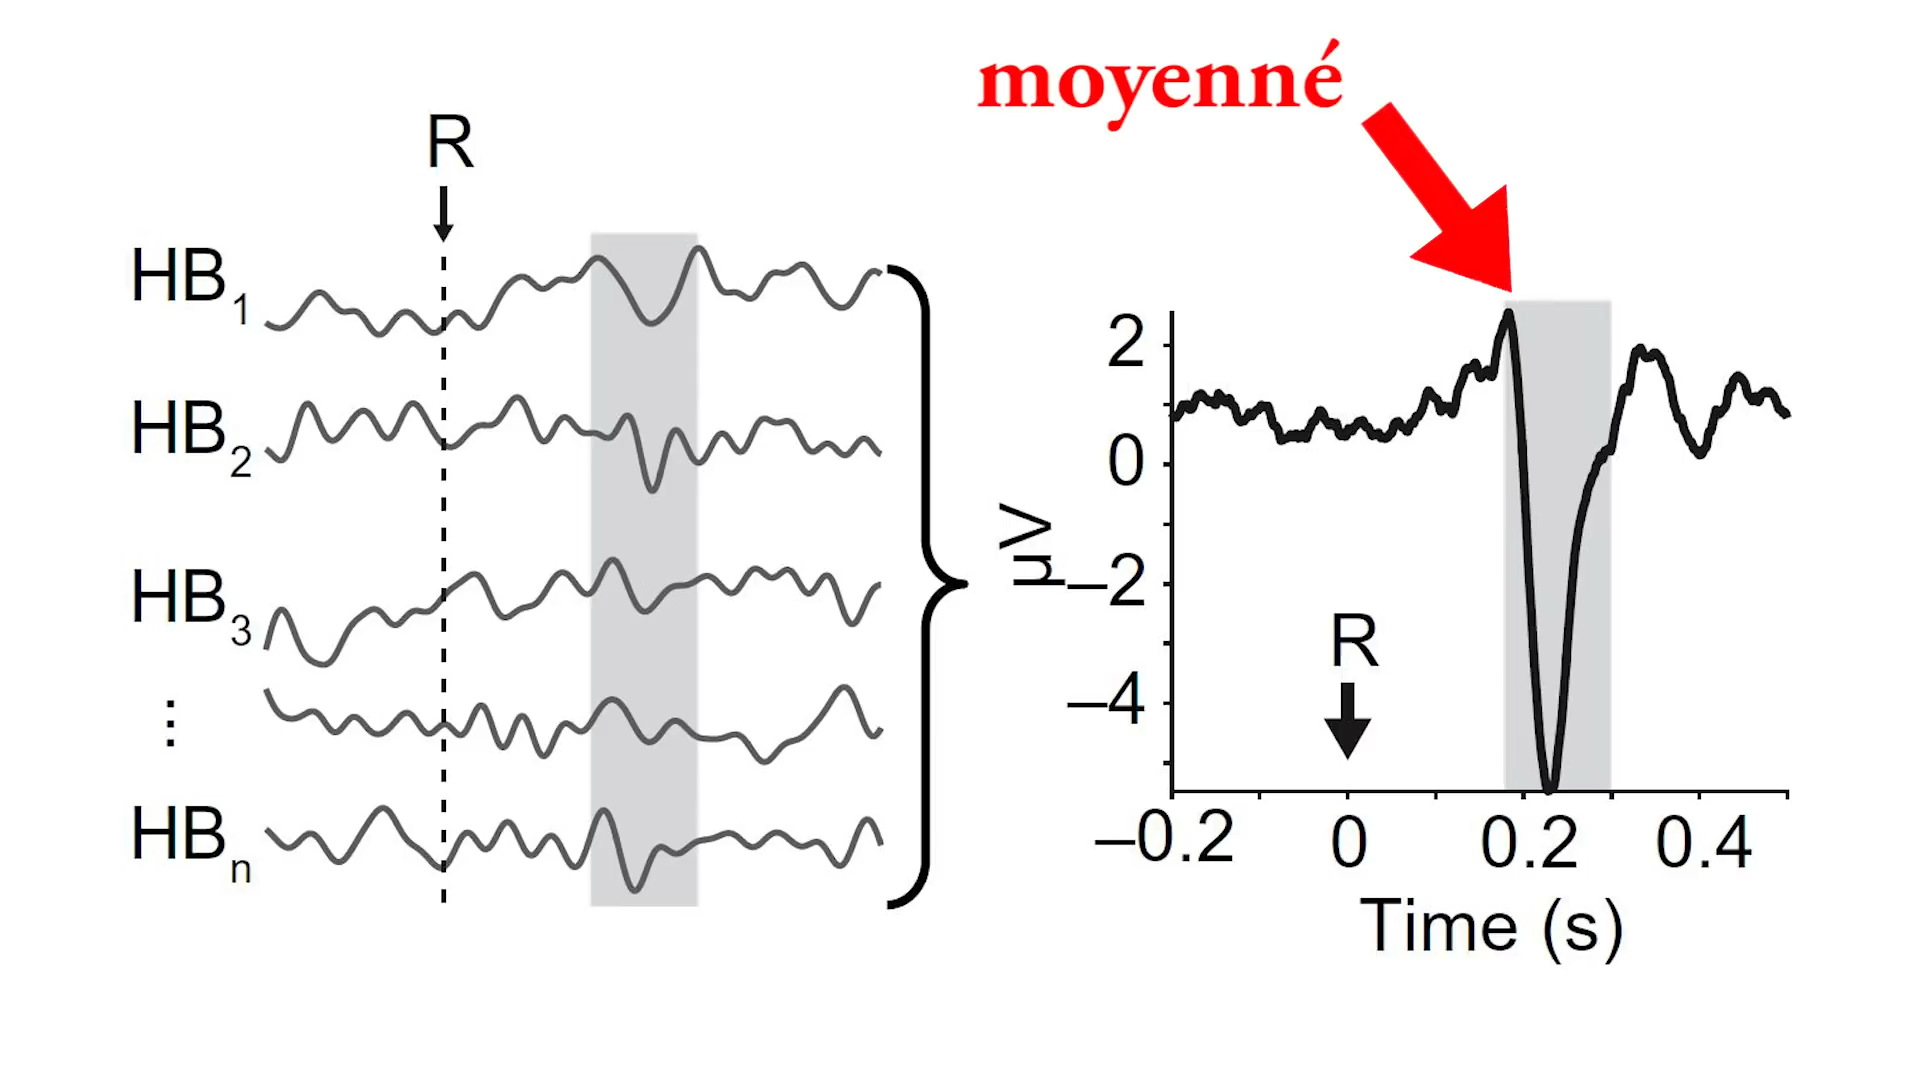 moyenné
R
HB1
HB2
HB3
⋮
HBn
µV
2
0
–2
–4
R
–0.2 0 0.2 0.4
Time (s)